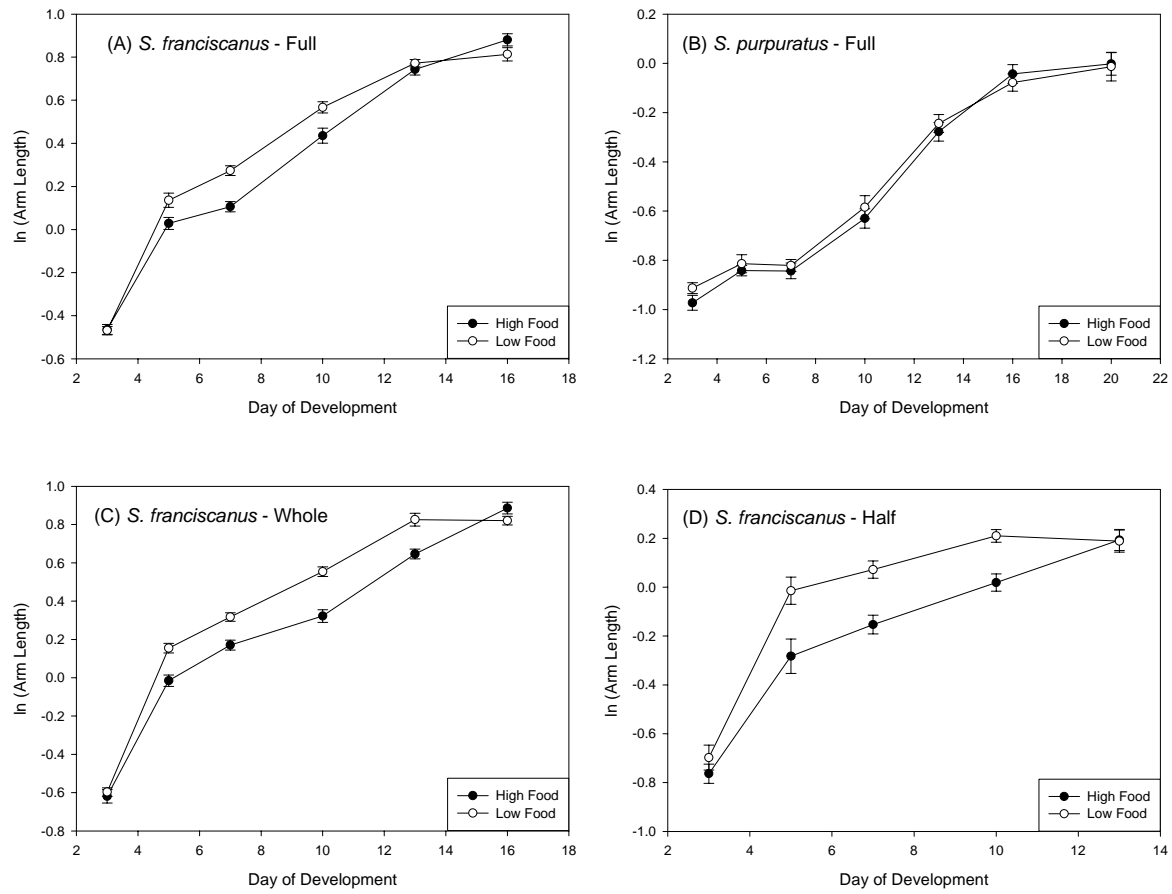 (A) S. franciscanus - Full
ln (Arm Length)
1.0
0.8
0.6
0.4
0.2
0.0
-0.2
-0.4
-0.6
2 4 6 8 10 12 14 16 18
Day of Development
High Food
Low Food
(B) S. purpuratus - Full
ln (Arm Length)
0.2
0.0
-0.2
-0.4
-0.6
-0.8
-1.0
-1.2
2 4 6 8 10 12 14 16 18 20 22
Day of Development
High Food
Low Food
(C) S. franciscanus - Whole
ln (Arm Length)
1.0
0.8
0.6
0.4
0.2
0.0
-0.2
-0.4
-0.6
-0.8
2 4 6 8 10 12 14 16 18
Day of Development
High Food
Low Food
(D) S. franciscanus - Half
ln (Arm Length)
0.4
0.2
0.0
-0.2
-0.4
-0.6
-0.8
-1.0
2 4 6 8 10 12 14
Day of Development
High Food
Low Food